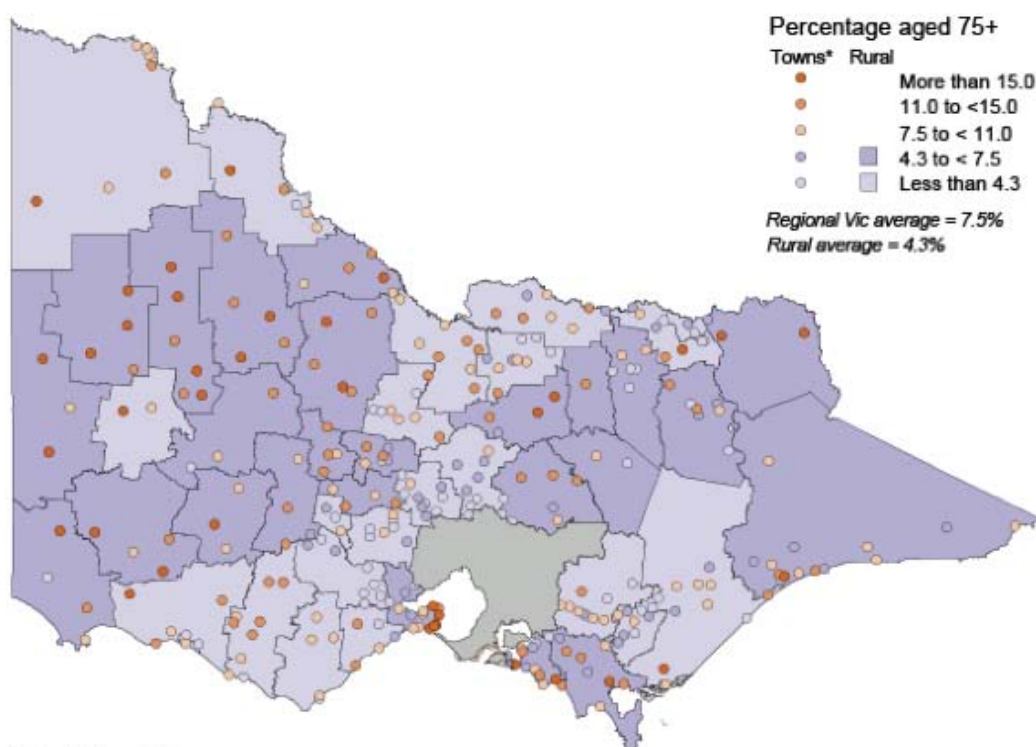 Percentage aged 75+
Towns* Rural
More than 15.0
11.0 to <15.0
7.5 to < 11.0
4.3 to < 7.5
Less than 4.3
Regional Vic average = 7.5%
Rural average = 4.3%